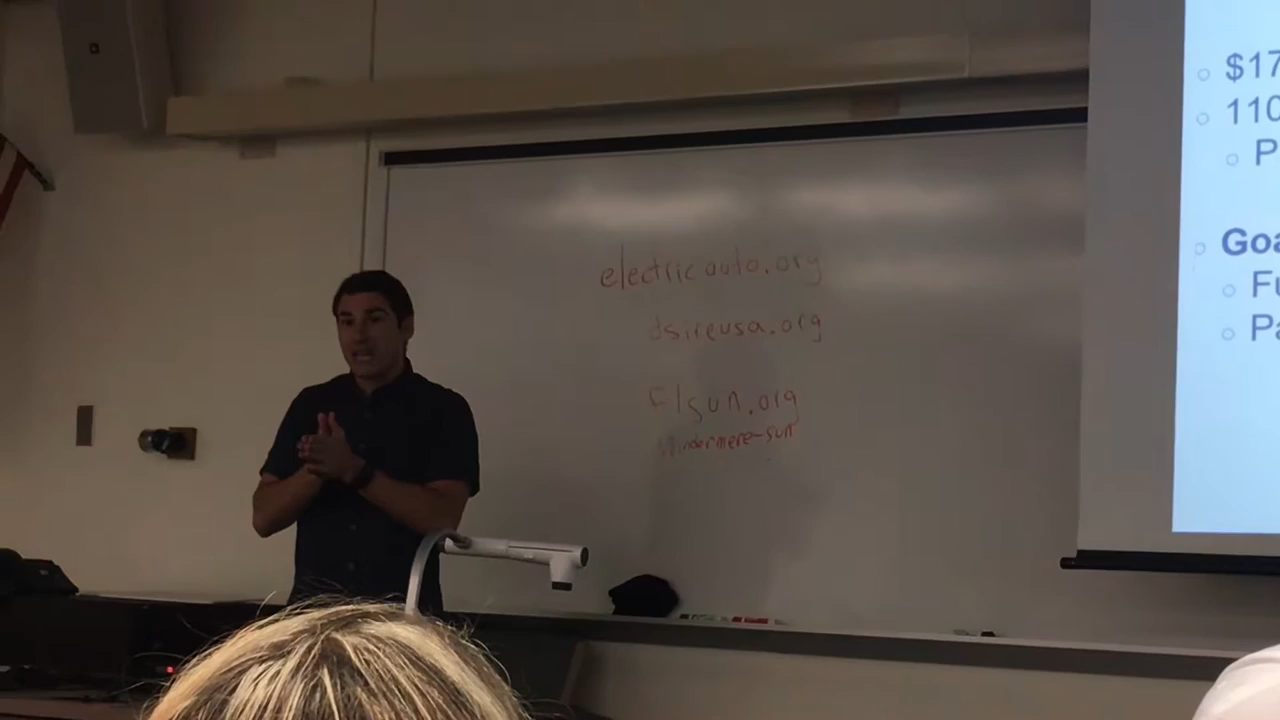 electricauto.org
dsireusa.org
Flsun.org
Windermere-sun
$17
110
P
Goa
Fu
Pa